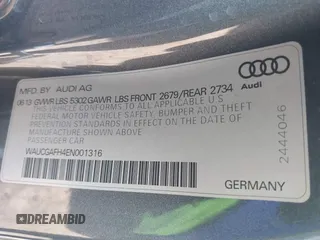 MFD. BY AUDI AG
06 13 GVWR LBS 5302 GAWR LBS FRONT 2679/REAR 2734
THIS VEHICLE CONFORMS TO ALL APPLICABLE U.S.
FEDERAL MOTOR VEHICLE SAFETY, BUMPER AND THEFT
PREVENTION STANDARDS IN EFFECT ON THE DATE OF
MANUFACTURE SHOWN ABOVE
PASSENGER CAR
WAUCGAFH4EN001316
Audi
2444046
GERMANY
DREAMBID